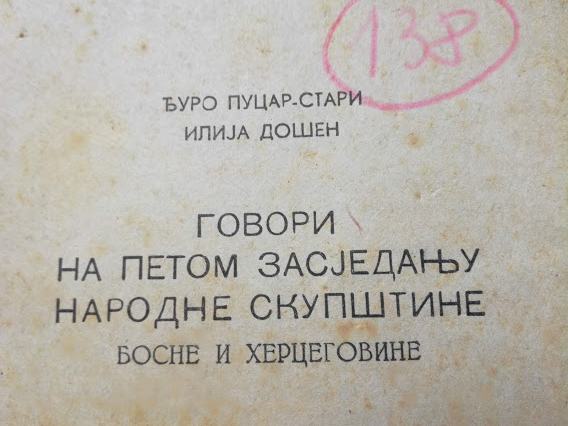 138
ЂУРО ПУЦАР-СТАРИ
ИЛИЈА ДОШЕН
ГОВОРИ
НА ПЕТОМ ЗАСЈЕДАЊУ
НАРОДНЕ СКУПШТИНЕ
БОСНЕ И ХЕРЦЕГОВИНЕ